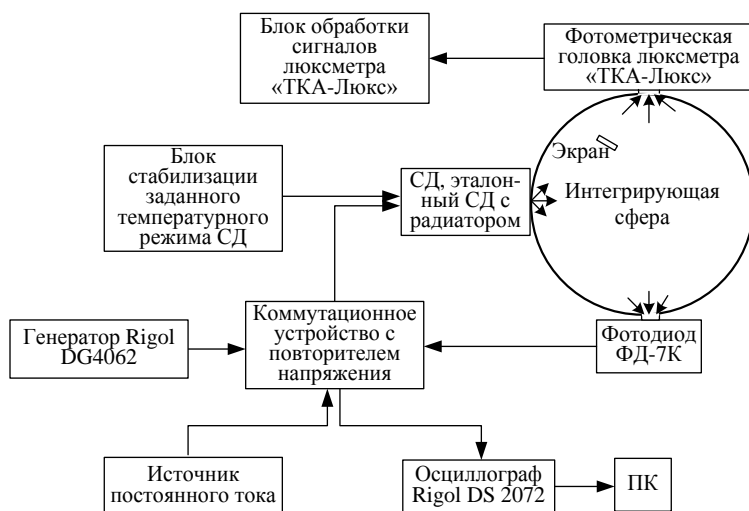 Блок обработки
сигналов
люксметра
«ТКА-Люкс»
Фотометрическая
головка люксметра
«ТКА-Люкс»
Экран
Интегрирующая
сфера
Блок
стабилизации
заданного
температурного
режима СД
СД, эталон-
ный СД с
радиатором
Генератор Rigol
DG4062
Коммутационное
устройство с
повторителем
напряжения
Фотодиод
ФД-7К
Источник
постоянного тока
Осциллограф
Rigol DS 2072
ПК